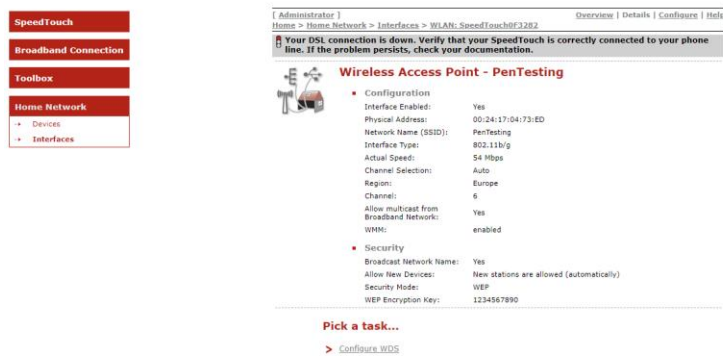 SpeedTouch
Broadband Connection
Toolbox
Home Network
Devices
Interfaces
[ Administrator ]
Overview | Details | Configure | Help
Home > Home Network > Interfaces > WLAN: SpeedTouch0F3282
Your DSL connection is down. Verify that your SpeedTouch is correctly connected to your phone
line. If the problem persists, check your documentation.
Wireless Access Point - PenTesting
Configuration
Interface Enabled: Yes
Physical Address: 00:24:17:04:73:ED
Network Name (SSID): PenTesting
Interface Type: 802.11b/g
Actual Speed: 54 Mbps
Channel Selection: Auto
Region: Europe
Channel: 6
Allow multicast from
Broadband Network: Yes
WMM: enabled
Security
Broadcast Network Name: Yes
Allow New Devices: New stations are allowed (automatically)
Security Mode: WEP
WEP Encryption Key: 1234567890
Pick a task...
> Configure WDS